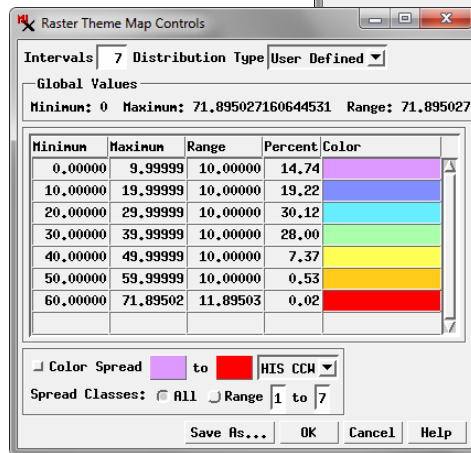 Raster Theme Map Controls
Intervals 7 Distribution Type User Defined
Global Values
Minimum: 0 Maximum: 71.895027160644531 Range: 71.895027
Minimum Maximum Range Percent Color
0.00000 9.99999 10.00000 14.74
10.00000 19.99999 10.00000 19.22
20.00000 29.99999 10.00000 30.12
30.00000 39.99999 10.00000 28.00
40.00000 49.99999 10.00000 7.37
50.00000 59.99999 10.00000 0.53
60.00000 71.89502 11.89503 0.02
Color Spread to HIS CCW
Spread Classes: All Range 1 to 7
Save As... OK Cancel Help